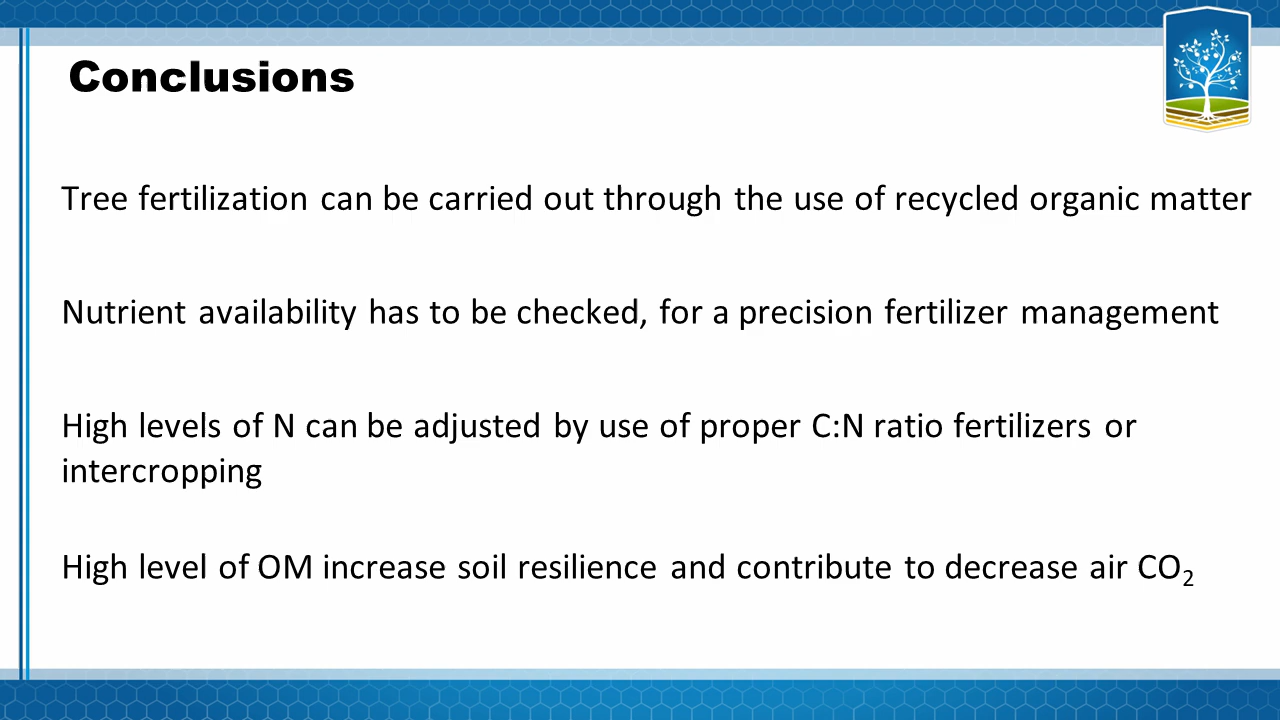 Conclusions
Tree fertilization can be carried out through the use of recycled organic matter
Nutrient availability has to be checked, for a precision fertilizer management
High levels of N can be adjusted by use of proper C:N ratio fertilizers or
intercropping
High level of OM increase soil resilience and contribute to decrease air CO₂